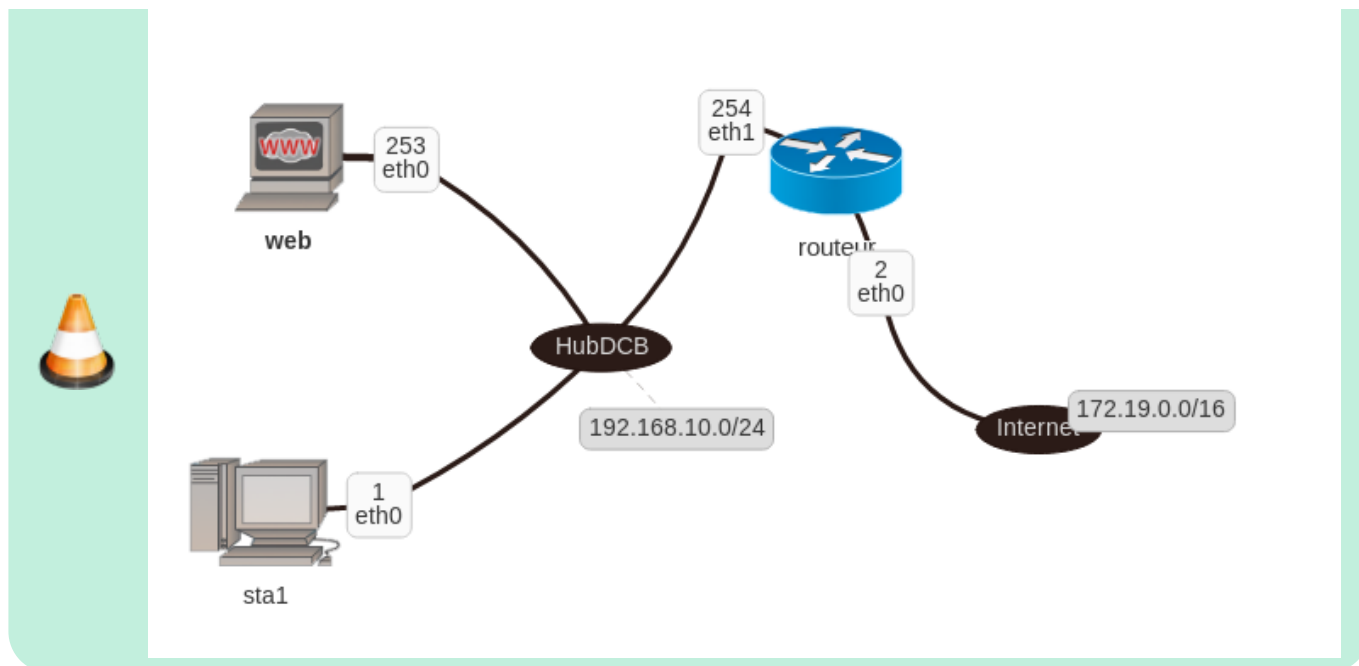 WWW
253
eth0
web
254
eth1
routeur
2
eth0
HubDCB
192.168.10.0/24
172.19.0.0/16
Internet
1
eth0
sta1